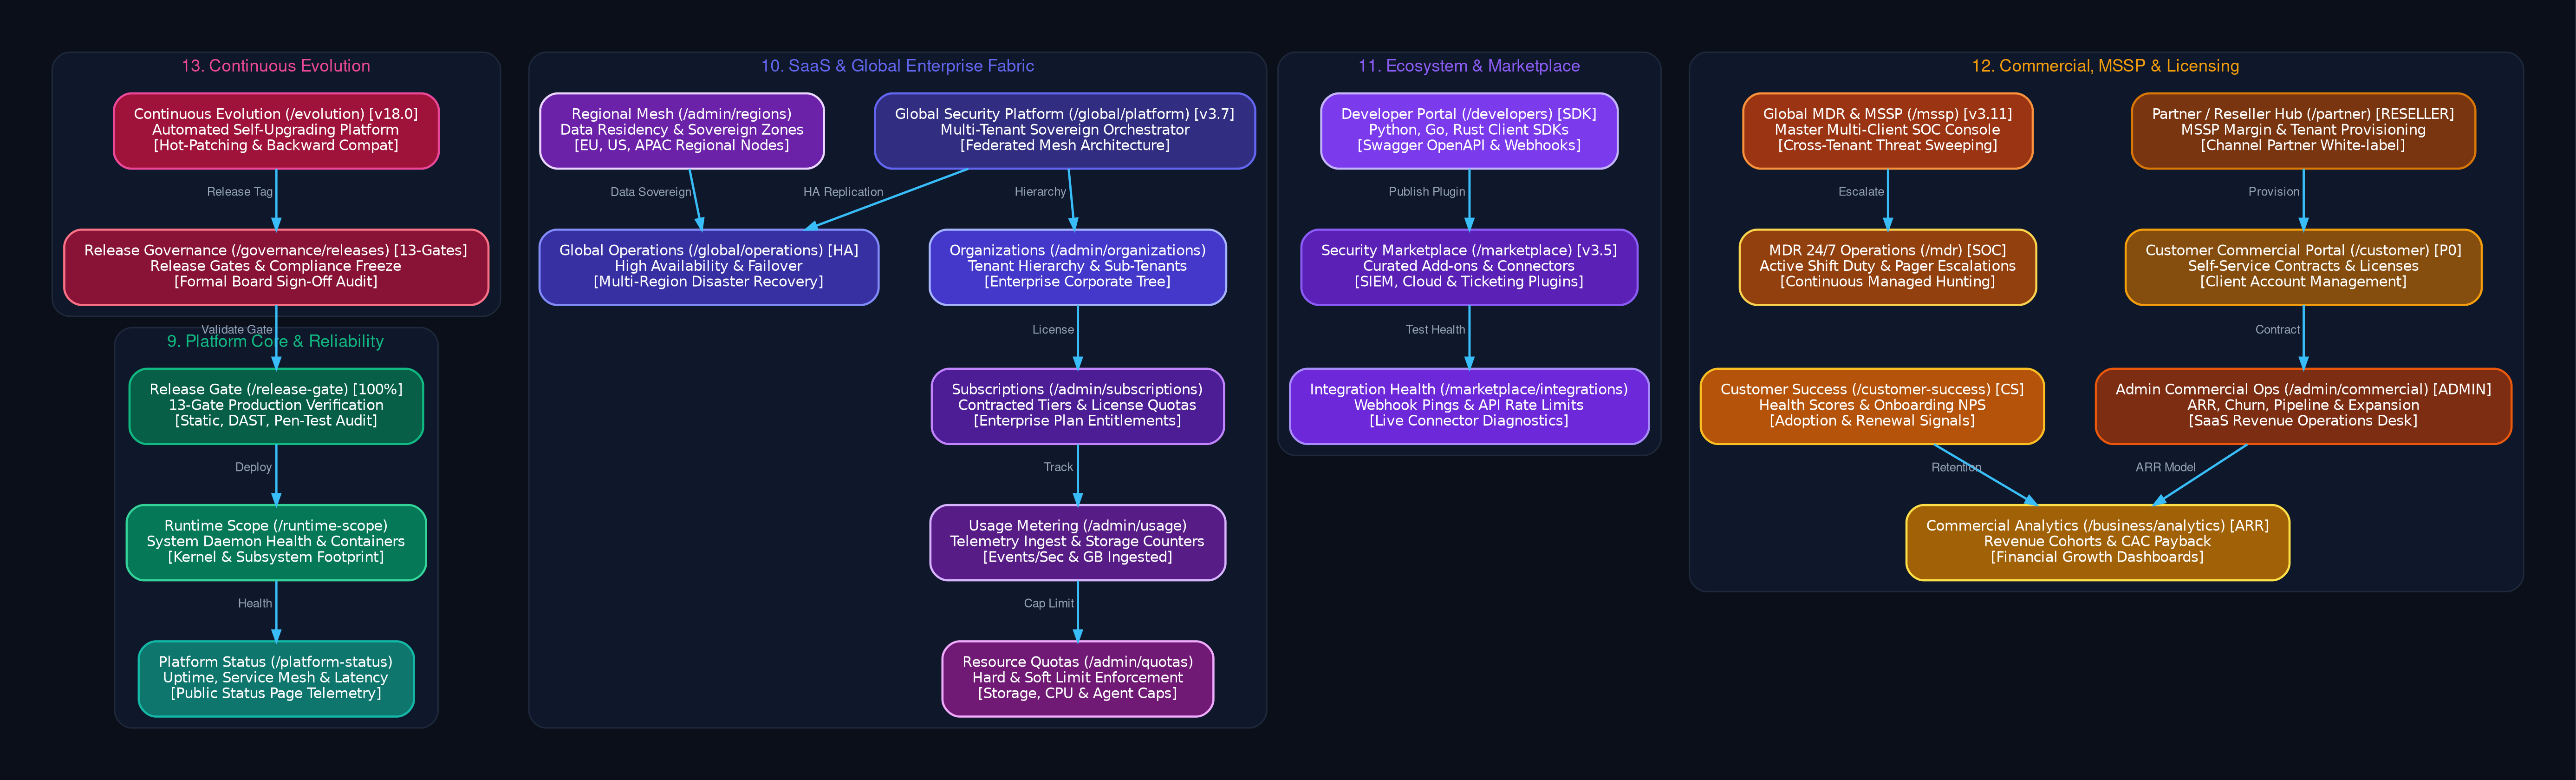 13. Continuous Evolution
Continuous Evolution (/evolution) [v18.0]
Automated Self-Upgrading Platform
[Hot-Patching & Backward Compat]
Release Tag
Release Governance (/governance/releases) [13-Gates]
Release Gates & Compliance Freeze
[Formal Board Sign-Off Audit]
Validate Gate
9. Platform Core & Reliability
Release Gate (/release-gate) [100%]
13-Gate Production Verification
[Static, DAST, Pen-Test Audit]
Deploy
Runtime Scope (/runtime-scope)
System Daemon Health & Containers
[Kernel & Subsystem Footprint]
Health
Platform Status (/platform-status)
Uptime, Service Mesh & Latency
[Public Status Page Telemetry]
10. SaaS & Global Enterprise Fabric
Regional Mesh (/admin/regions)
Data Residency & Sovereign Zones
[EU, US, APAC Regional Nodes]
Global Security Platform (/global/platform) [v3.7]
Multi-Tenant Sovereign Orchestrator
[Federated Mesh Architecture]
Data Sovereign
HA Replication
Hierarchy
Global Operations (/global/operations) [HA]
High Availability & Failover
[Multi-Region Disaster Recovery]
Organizations (/admin/organizations)
Tenant Hierarchy & Sub-Tenants
[Enterprise Corporate Tree]
License
Subscriptions (/admin/subscriptions)
Contracted Tiers & License Quotas
[Enterprise Plan Entitlements]
Track
Usage Metering (/admin/usage)
Telemetry Ingest & Storage Counters
[Events/Sec & GB Ingested]
Cap Limit
Resource Quotas (/admin/quotas)
Hard & Soft Limit Enforcement
[Storage, CPU & Agent Caps]
11. Ecosystem & Marketplace
Developer Portal (/developers) [SDK]
Python, Go, Rust Client SDKs
[Swagger OpenAPI & Webhooks]
Publish Plugin
Security Marketplace (/marketplace) [v3.5]
Curated Add-ons & Connectors
[SIEM, Cloud & Ticketing Plugins]
Test Health
Integration Health (/marketplace/integrations)
Webhook Pings & API Rate Limits
[Live Connector Diagnostics]
12. Commercial, MSSP & Licensing
Global MDR & MSSP (/mssp) [v3.11]
Master Multi-Client SOC Console
[Cross-Tenant Threat Sweeping]
Partner / Reseller Hub (/partner) [RESELLER]
MSSP Margin & Tenant Provisioning
[Channel Partner White-label]
Escalate
Provision
MDR 24/7 Operations (/mdr) [SOC]
Active Shift Duty & Pager Escalations
[Continuous Managed Hunting]
Customer Commercial Portal (/customer) [P0]
Self-Service Contracts & Licenses
[Client Account Management]
Contract
Customer Success (/customer-success) [CS]
Health Scores & Onboarding NPS
[Adoption & Renewal Signals]
Admin Commercial Ops (/admin/commercial) [ADMIN]
ARR, Churn, Pipeline & Expansion
[SaaS Revenue Operations Desk]
Retention
ARR Model
Commercial Analytics (/business/analytics) [ARR]
Revenue Cohorts & CAC Payback
[Financial Growth Dashboards]